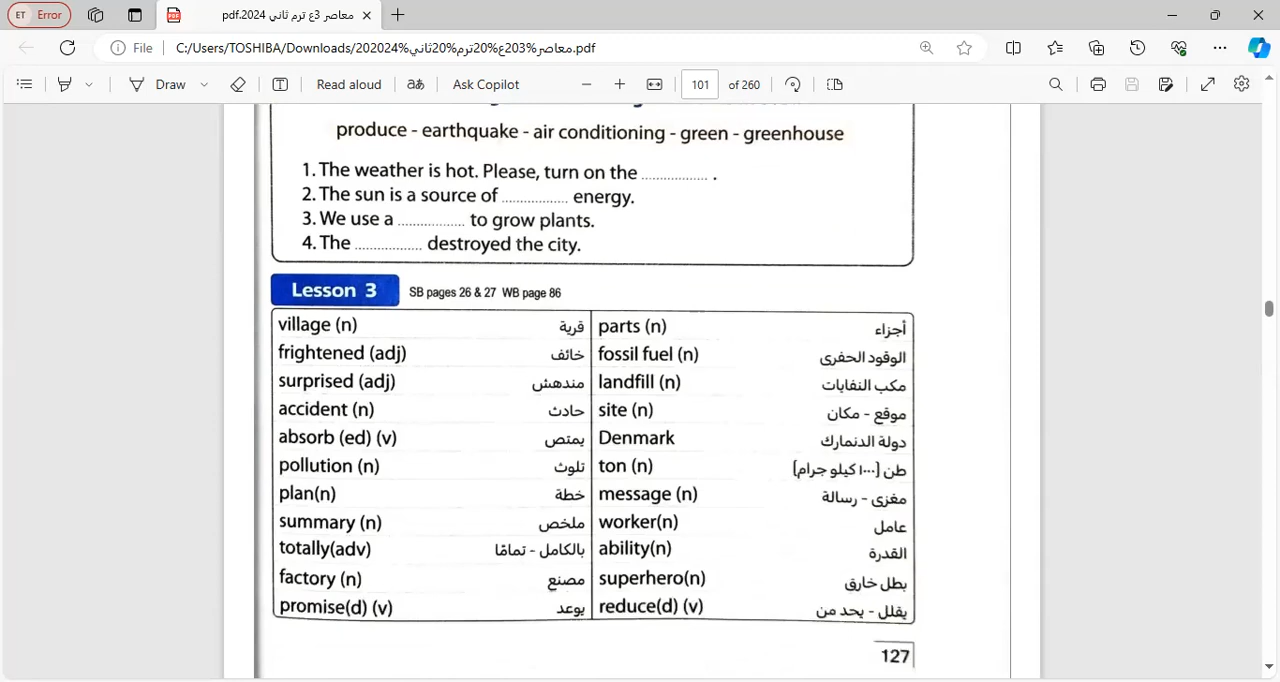 ET Error
معاصر 3ع ترم ثاني 2024.pdf
File C:/Users/TOSHIBA/Downloads/202024%معاصر%203ع%20ترم%20ثاني.pdf
Draw Read aloud aあ Ask Copilot 101 of 260
produce - earthquake - air conditioning - green - greenhouse
1. The weather is hot. Please, turn on the ................ .
2. The sun is a source of ................ energy.
3. We use a ................ to grow plants.
4. The ................ destroyed the city.
Lesson 3 SB pages 26 & 27 WB page 86
village (n) قرية parts (n) أجزاء
frightened (adj) خائف fossil fuel (n) الوقود الحفرى
surprised (adj) مندهش landfill (n) مكب النفايات
accident (n) حادث site (n) موقع - مكان
absorb (ed) (v) يمتص Denmark دولة الدنمارك
pollution (n) تلوث ton (n) طن [١٠٠٠ كيلو جرام]
plan(n) خطة message (n) مغزى - رسالة
summary (n) ملخص worker(n) عامل
totally(adv) بالكامل - تمامًا ability(n) القدرة
factory (n) مصنع superhero(n) بطل خارق
promise(d) (v) يوعد reduce(d) (v) يقلل - يحد من
127